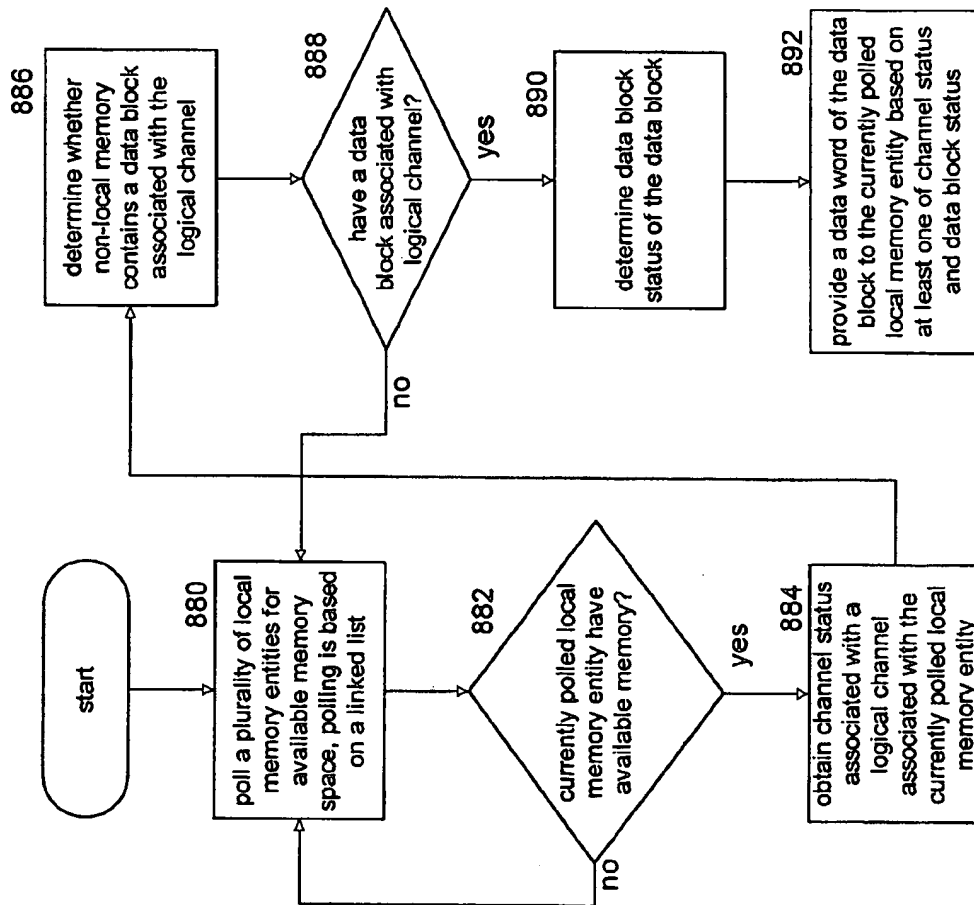 start
880
poll a plurality of local
memory entities for
available memory
space, polling is based
on a linked list
882
currently polled local
memory entity have
available memory?
no
yes
884
obtain channel status
associated with a
logical channel
associated with the
currently polled local
memory entity
886
determine whether
non-local memory
contains a data block
associated with the
logical channel
888
have a data
block associated with
logical channel?
no
yes
890
determine data block
status of the data block
892
provide a data word of the data
block to the currently polled
local memory entity based on
at least one of channel status
and data block status